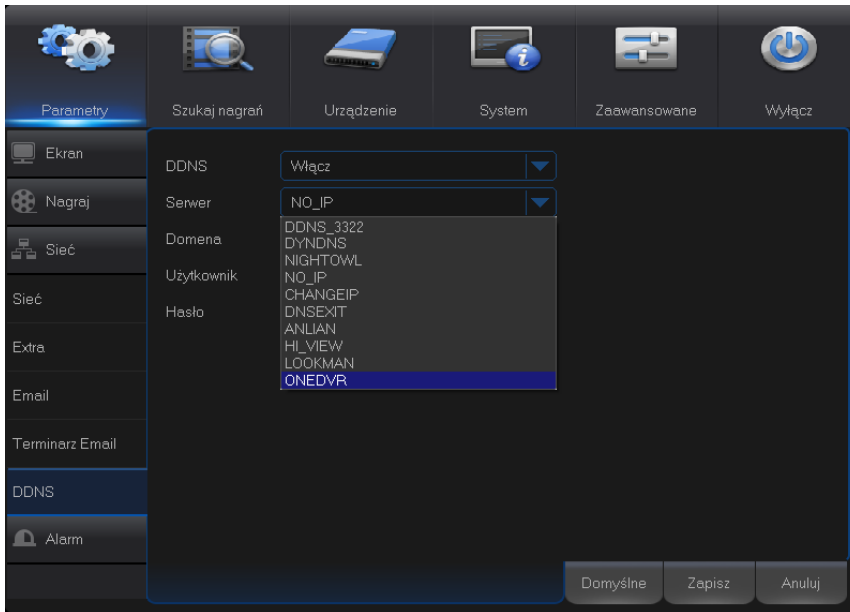 Parametry
Szukaj nagrań
Urządzenie
System
Zaawansowane
Wyłącz
Ekran
Nagraj
Sieć
Sieć
Extra
Email
Terminarz Email
DDNS
Alarm
DDNS
Włącz
Serwer
NO_IP
Domena
Użytkownik
Hasło
DDNS_3322
DYNDNS
NIGHTOWL
NO_IP
CHANGEIP
DNSEXIT
ANLIAN
HI_VIEW
LOOKMAN
ONEDVR
Domyślne
Zapisz
Anuluj